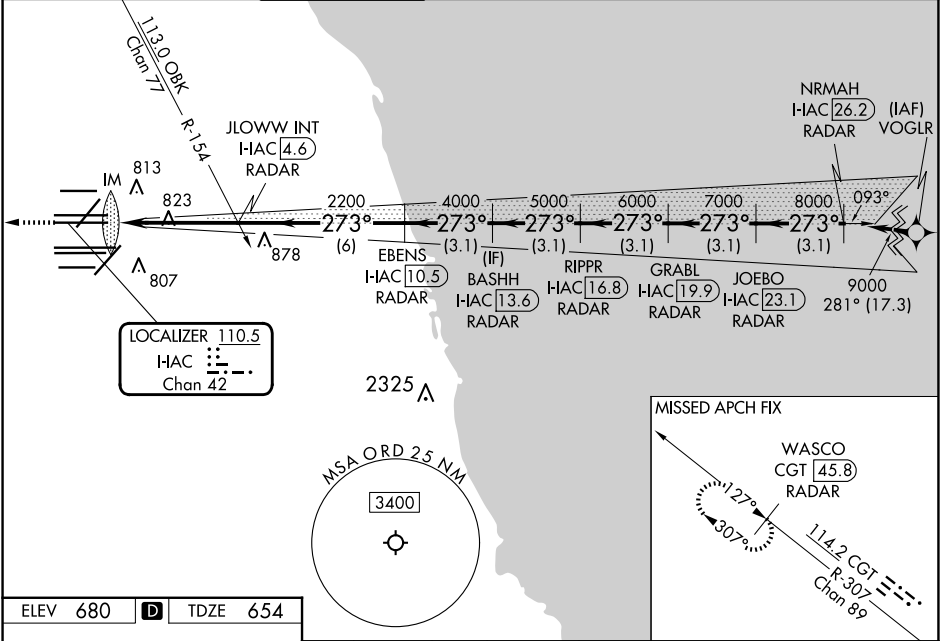 113.0 OBK
Chan 77
R-154
JLOWW INT
I-IAC 4.6
RADAR
NRMAH
I-IAC 26.2
RADAR
(IAF)
VOGLR
IM
813
823
878
807
2200
273°
(6)
4000
273°
(3.1)
5000
273°
(3.1)
6000
273°
(3.1)
7000
273°
(3.1)
8000
273°
(3.1)
093°
EBENS
I-IAC 10.5
RADAR
(IF)
BASHH
I-IAC 13.6
RADAR
RIPPR
I-IAC 16.8
RADAR
GRABL
I-IAC 19.9
RADAR
JOEBO
I-IAC 23.1
RADAR
9000
281° (17.3)
LOCALIZER 110.5
I-IAC
Chan 42
2325
MSA ORD 25 NM
3400
MISSED APCH FIX
WASCO
CGT 45.8
RADAR
127°
307°
114.2 CGT
R-307
Chan 89
ELEV 680 D TDZE 654